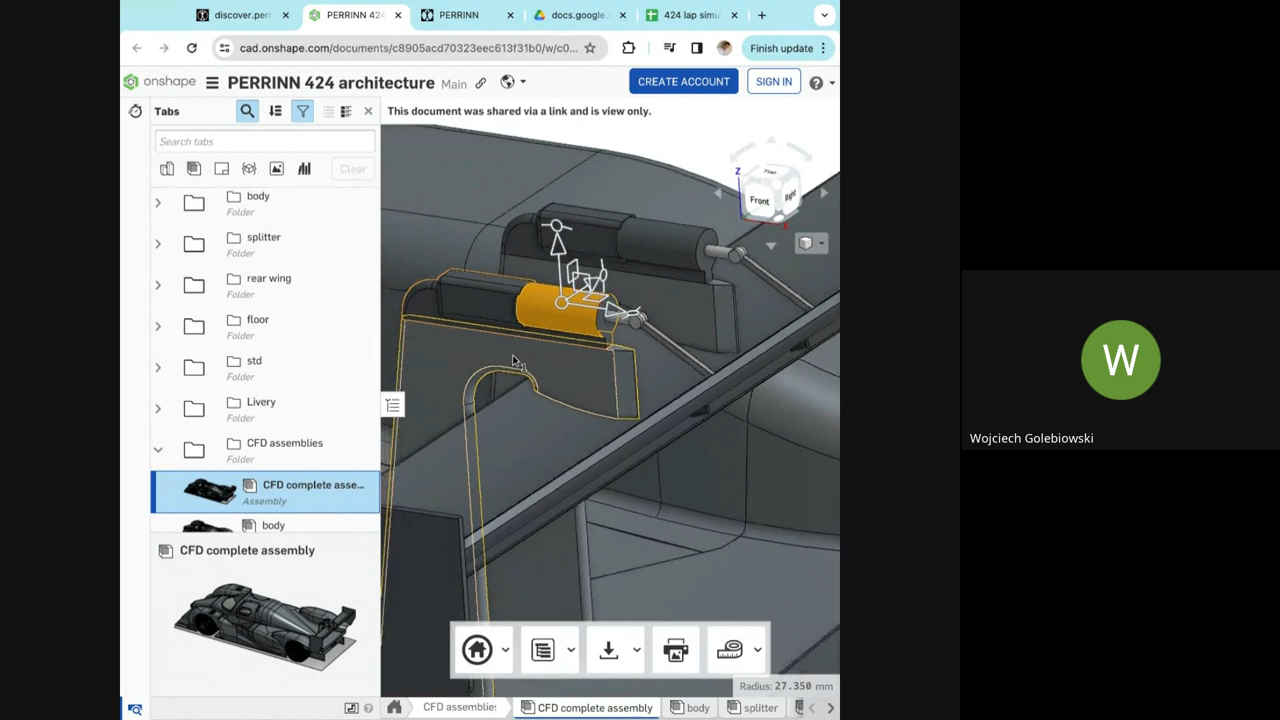 discover.perr
PERRINN 424
PERRINN
docs.google.
424 lap simu
cad.onshape.com/documents/c8905acd70323eec613f31b0/w/c0...
Finish update
onshape
PERRINN 424 architecture
Main
CREATE ACCOUNT
SIGN IN
Tabs
This document was shared via a link and is view only.
Search tabs
Clear
body
Folder
splitter
Folder
rear wing
Folder
floor
Folder
std
Folder
Livery
Folder
CFD assemblies
Folder
CFD complete asse...
Assembly
body
CFD complete assembly
Z
Front
Right
X
W
Wojciech Golebiowski
Radius: 27.350 mm
CFD assemblies
CFD complete assembly
body
splitter